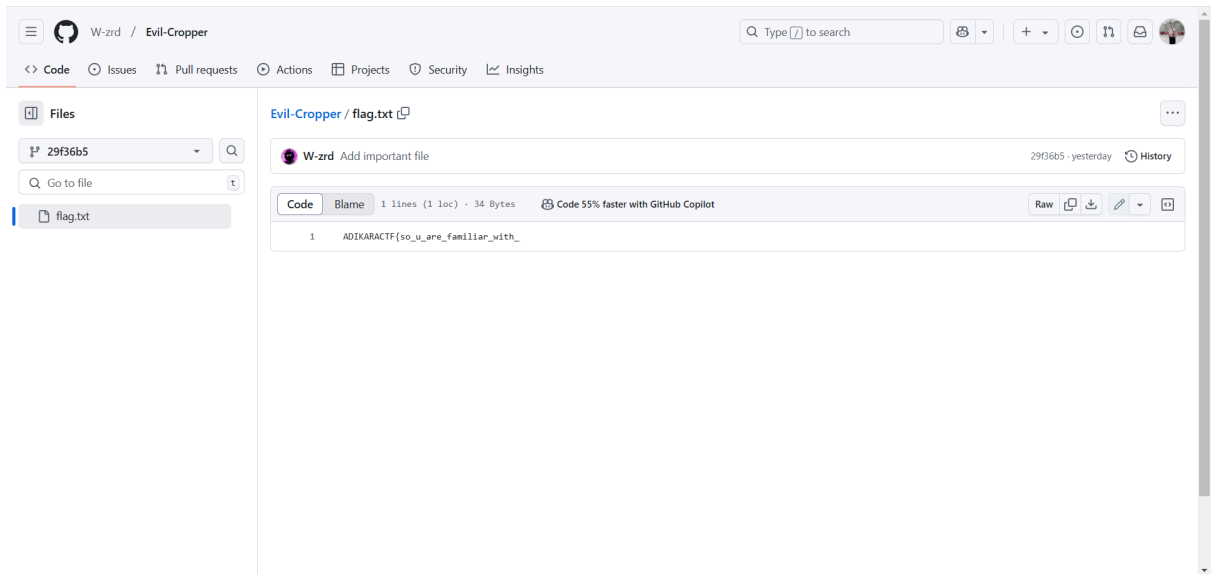 W-zrd / Evil-Cropper
Type / to search
Code Issues Pull requests Actions Projects Security Insights
Files
29f36b5
Go to file t
flag.txt
Evil-Cropper / flag.txt
W-zrd Add important file
29f36b5 · yesterday History
Code Blame 1 lines (1 loc) · 34 Bytes Code 55% faster with GitHub Copilot Raw
1 ADIKARACTF{so_u_are_familiar_with_